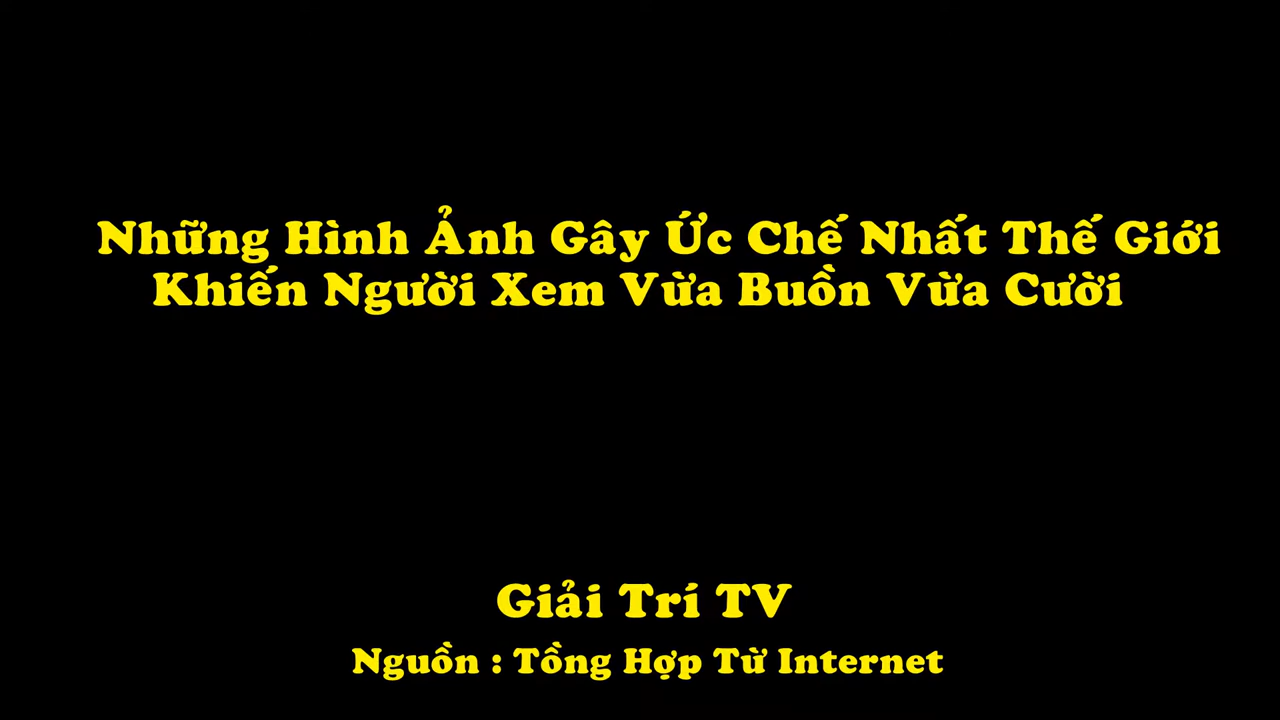 Những Hình Ảnh Gây Ức Chế Nhất Thế Giới
Khiến Người Xem Vừa Buồn Vừa Cười
Giải Trí TV
Nguồn : Tổng Hợp Từ Internet